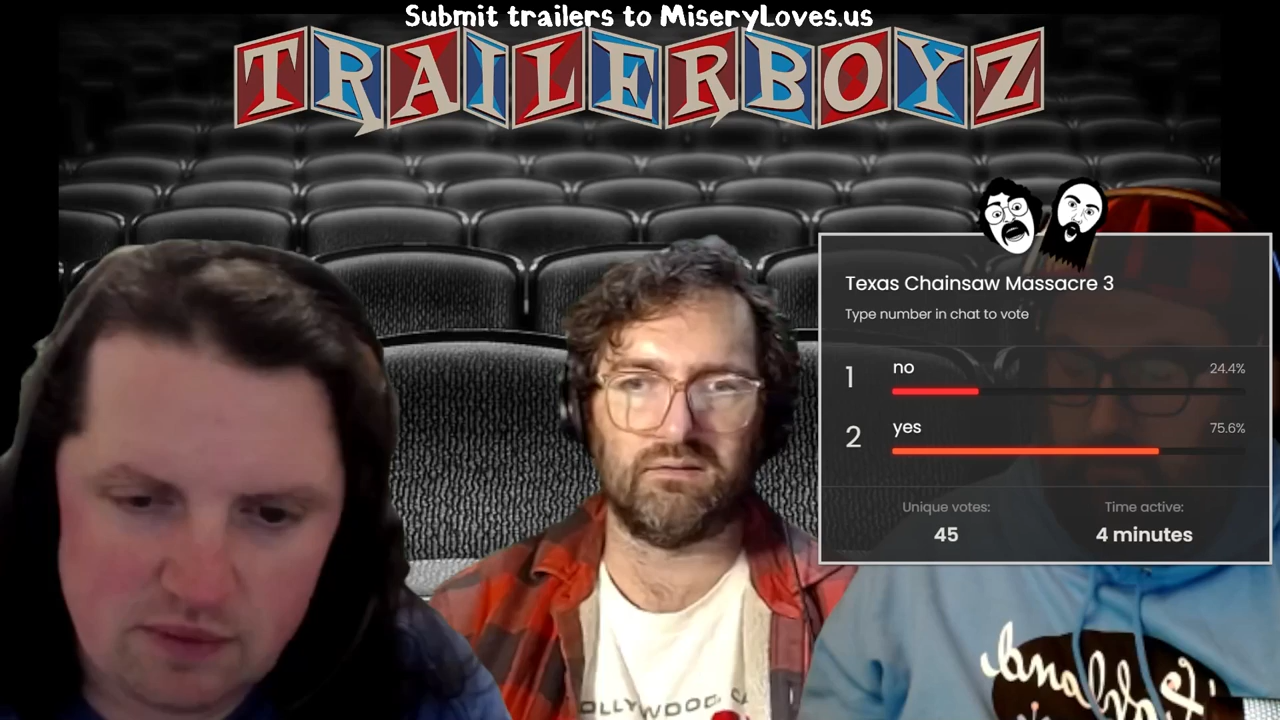 Submit trailers to MiseryLoves.us
TRAILERBOYZ
Texas Chainsaw Massacre 3
Type number in chat to vote
1 no 24.4%
2 yes 75.6%
Unique votes: Time active:
45 4 minutes